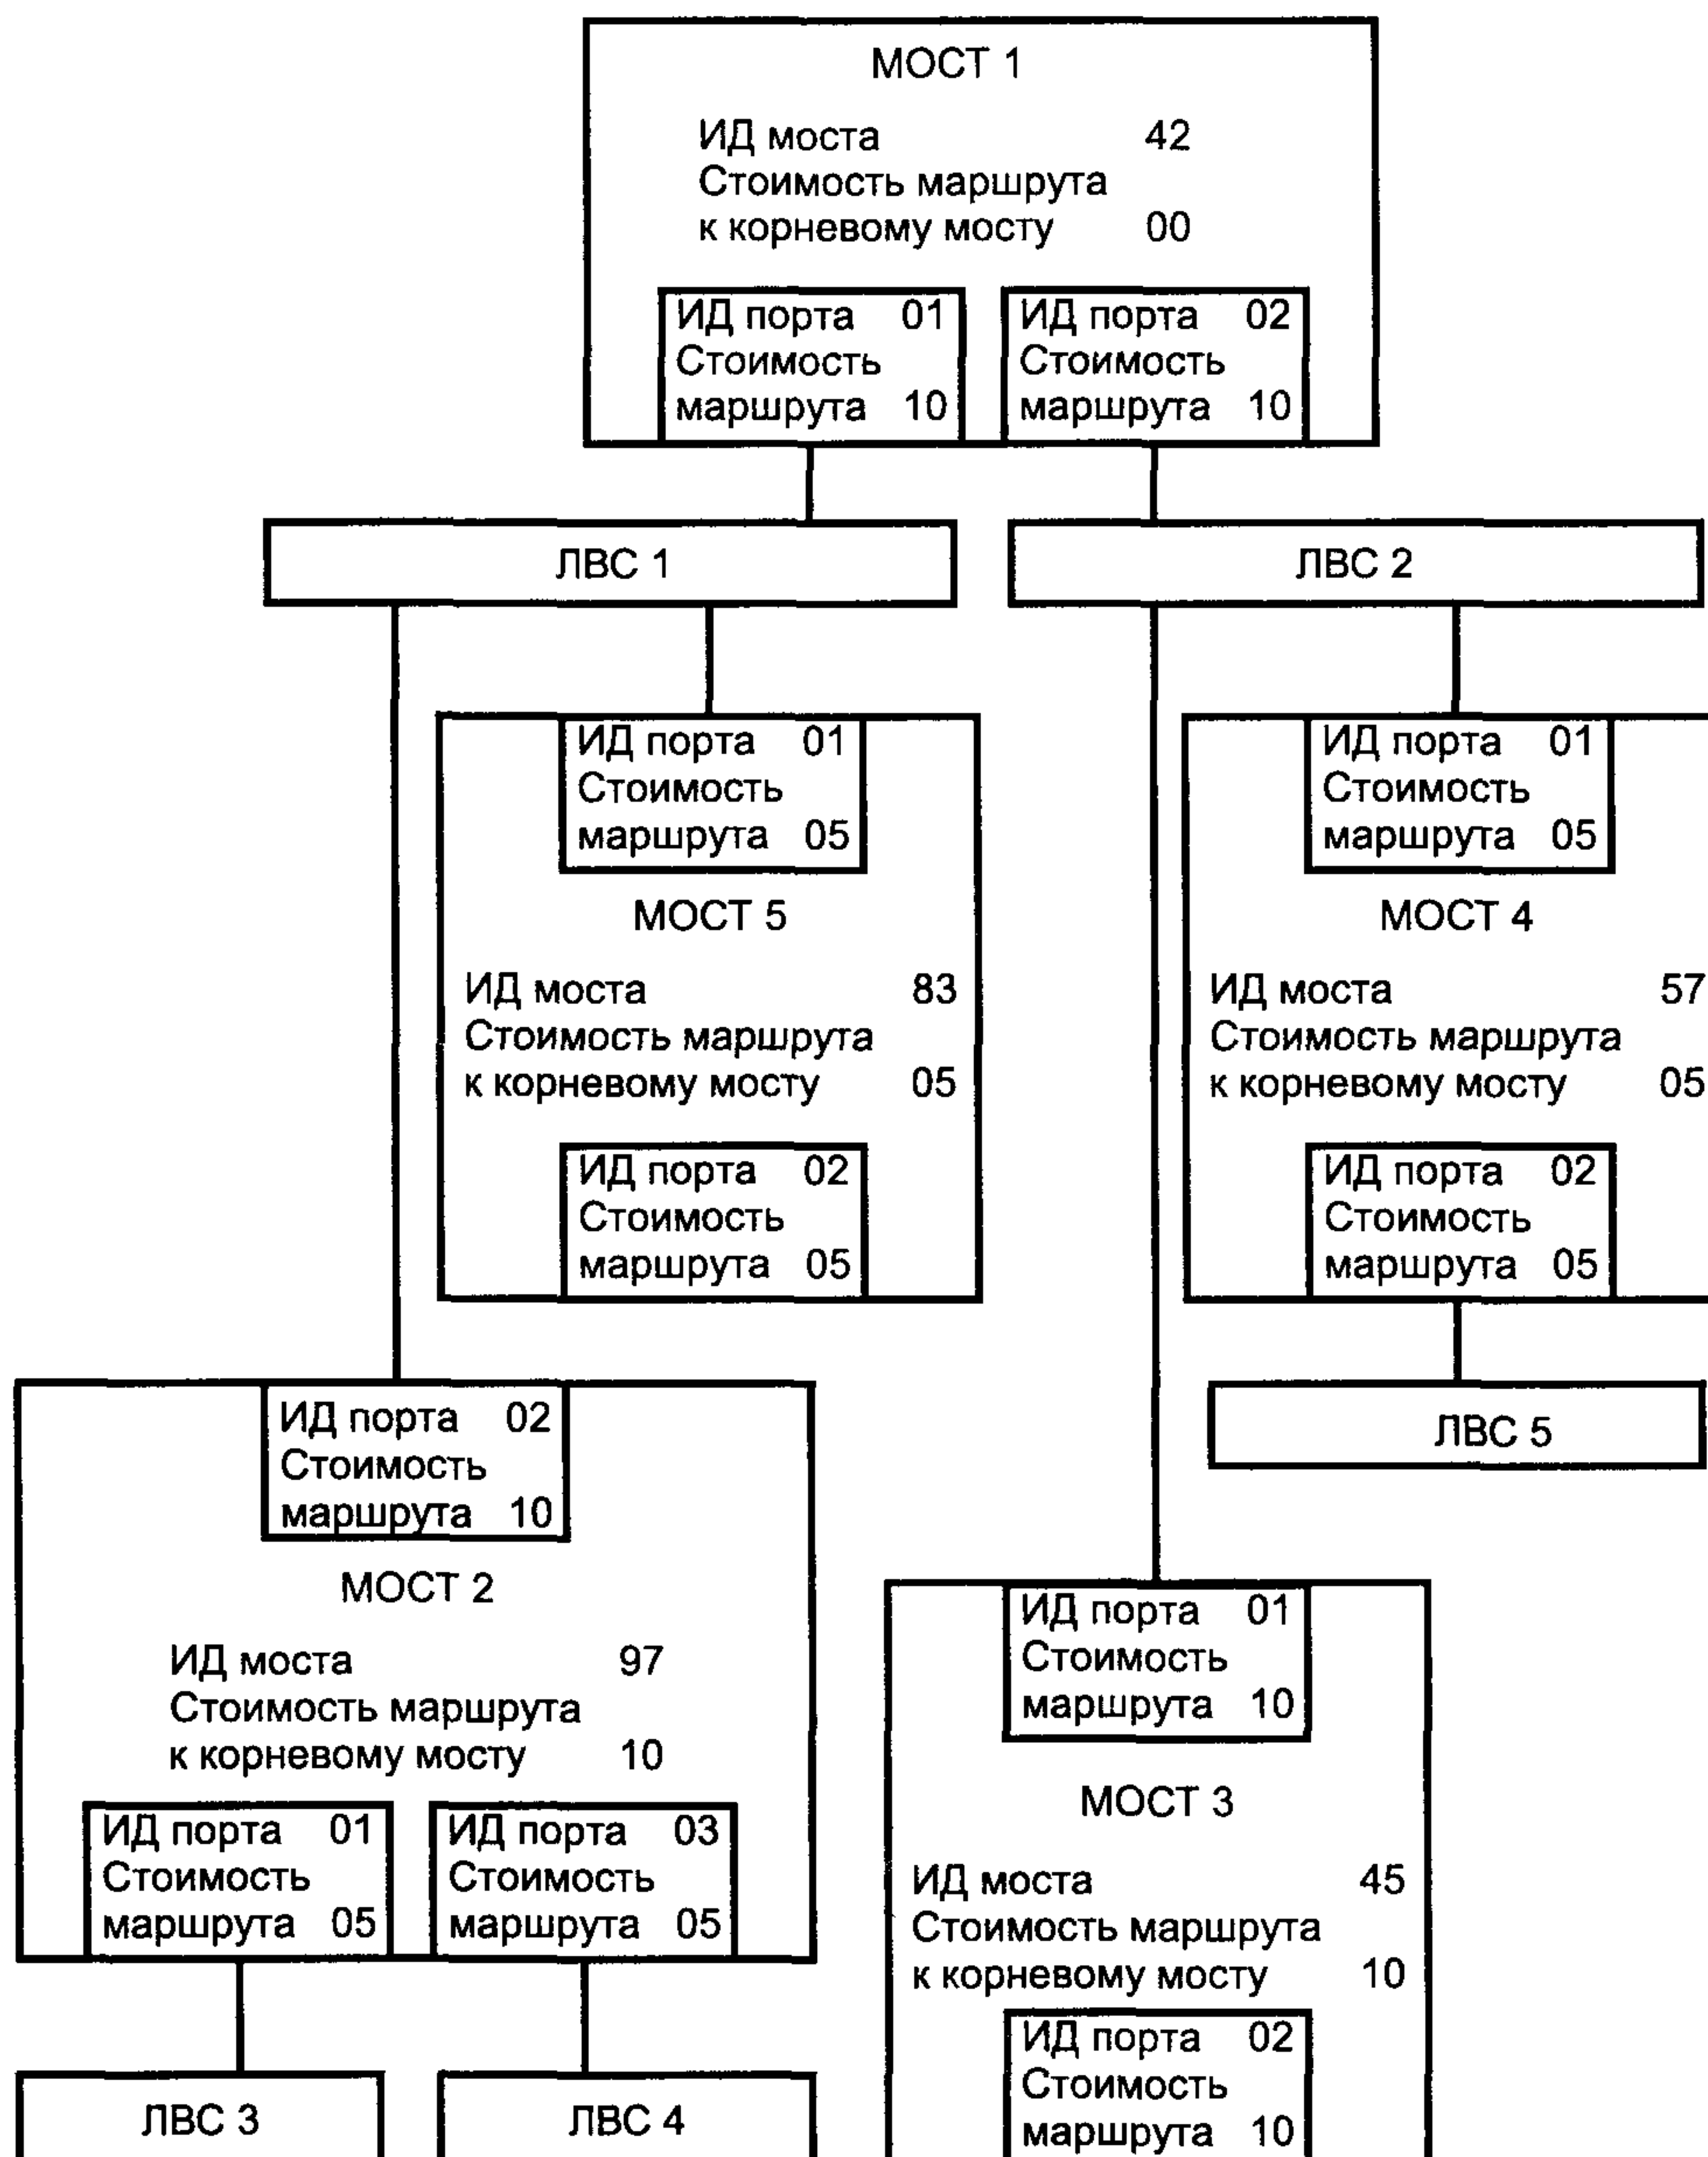 МОСТ 1
ИД моста 42
Стоимость маршрута
к корневому мосту 00
ИД порта 01
Стоимость
маршрута 10
ИД порта 02
Стоимость
маршрута 10
ЛВС 1
ЛВС 2
ИД порта 01
Стоимость
маршрута 05
МОСТ 5
ИД моста 83
Стоимость маршрута
к корневому мосту 05
ИД порта 02
Стоимость
маршрута 05
ИД порта 01
Стоимость
маршрута 05
МОСТ 4
ИД моста 57
Стоимость маршрута
к корневому мосту 05
ИД порта 02
Стоимость
маршрута 05
ЛВС 5
ИД порта 02
Стоимость
маршрута 10
МОСТ 2
ИД моста 97
Стоимость маршрута
к корневому мосту 10
ИД порта 01
Стоимость
маршрута 05
ИД порта 03
Стоимость
маршрута 05
ЛВС 3
ЛВС 4
ИД порта 01
Стоимость
маршрута 10
МОСТ 3
ИД моста 45
Стоимость маршрута
к корневому мосту 10
ИД порта 02
Стоимость
маршрута 10